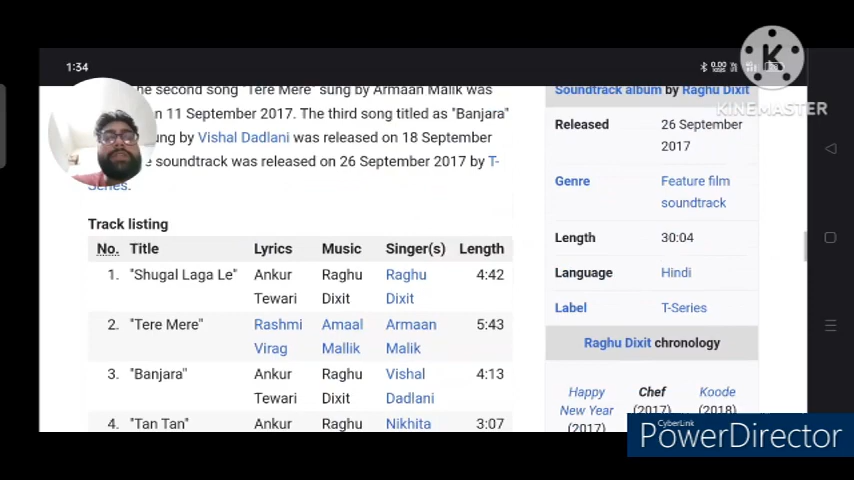 1:34
0.00
KINEMASTER
he second song "Tere Mere" sung by Armaan Malik was
n 11 September 2017. The third song titled as "Banjara"
ung by Vishal Dadlani was released on 18 September
e soundtrack was released on 26 September 2017 by T-
Series.
Track listing
No. Title Lyrics Music Singer(s) Length
1. "Shugal Laga Le" Ankur Raghu Raghu 4:42
Tewari Dixit Dixit
2. "Tere Mere" Rashmi Amaal Armaan 5:43
Virag Mallik Malik
3. "Banjara" Ankur Raghu Vishal 4:13
Tewari Dixit Dadlani
4. "Tan Tan" Ankur Raghu Nikhita 3:07
Soundtrack album by Raghu Dixit
Released 26 September
2017
Genre Feature film
soundtrack
Length 30:04
Language Hindi
Label T-Series
Raghu Dixit chronology
Happy Chef Koode
New Year (2017) (2018)
(2017)
CyberLink
PowerDirector